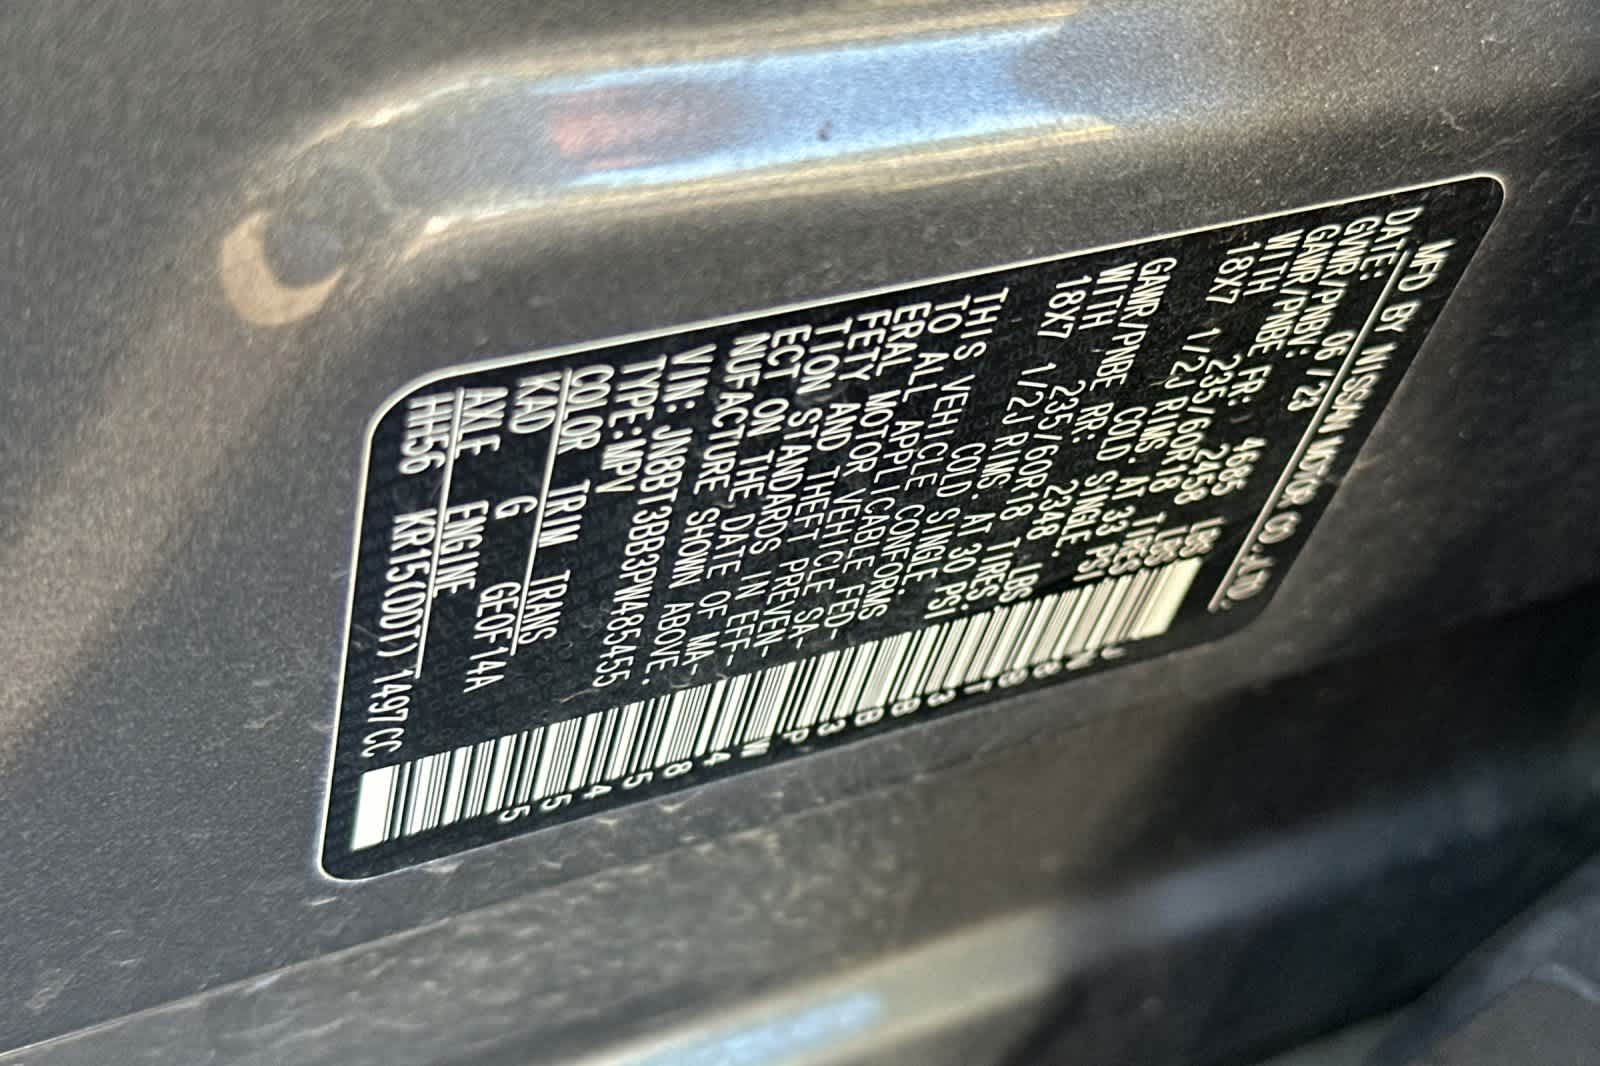 MFD BY NISSAN MOTOR CO.,LTD.
DATE: 06/23
GVWR/PNBV: 4685 LBS
GAWR/PNBE FR: 2458 LBS
WITH 235/60R18 TIRES
18X7 1/2J RIMS. AT 33 PSI
COLD. SINGLE.
GAWR/PNBE RR: 2348 LBS
WITH 235/60R18 TIRES.
18X7 1/2J RIMS. AT 30 PSI
COLD SINGLE.
THIS VEHICLE CONFORMS
TO ALL APPLICABLE FED-
ERAL MOTOR VEHICLE SA-
FETY AND THEFT PREVEN-
TION STANDARDS IN EFF-
ECT ON THE DATE OF MA-
NUFACTURE SHOWN ABOVE.
VIN: JN8BT3BB3PW485455
TYPE:MPV
COLOR TRIM TRANS
KAD G GE0F14A
AXLE ENGINE
HH56 KR15(DDT)1497CC
JN8BT3BB3PW485455